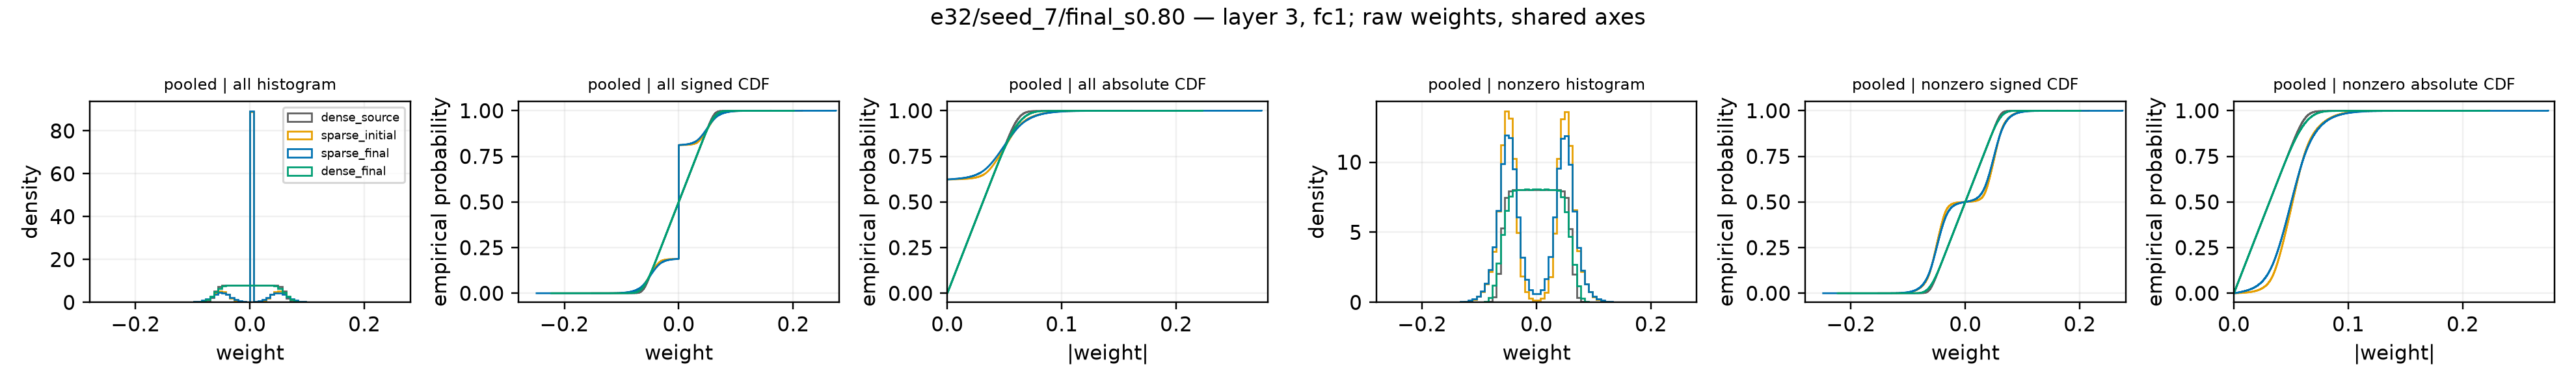 e32/seed_7/final_s0.80 — layer 3, fc1; raw weights, shared axes
pooled | all histogram
density
80
60
40
20
0
−0.2
0.0
0.2
weight
dense_source
sparse_initial
sparse_final
dense_final
pooled | all signed CDF
empirical probability
1.00
0.75
0.50
0.25
0.00
−0.2
0.0
0.2
weight
pooled | all absolute CDF
empirical probability
1.00
0.75
0.50
0.25
0.00
0.0
0.1
0.2
|weight|
pooled | nonzero histogram
density
10
5
0
−0.2
0.0
0.2
weight
pooled | nonzero signed CDF
empirical probability
1.00
0.75
0.50
0.25
0.00
−0.2
0.0
0.2
weight
pooled | nonzero absolute CDF
empirical probability
1.00
0.75
0.50
0.25
0.00
0.0
0.1
0.2
|weight|